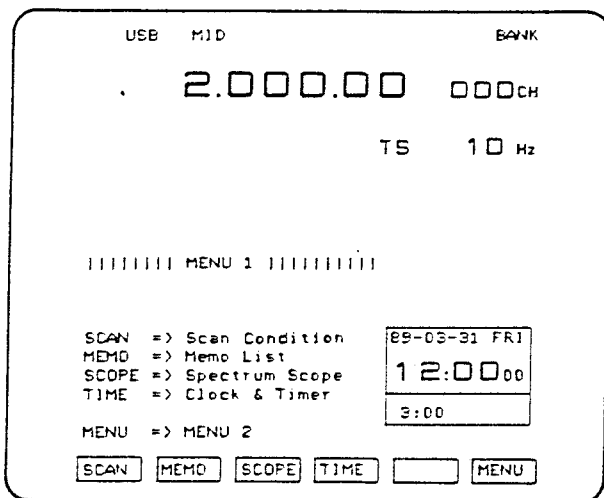 USB MID BANK
2.000.00 000CH
TS 10 Hz
MENU 1
SCAN => Scan Condition
MEMO => Memo List
SCOPE => Spectrum Scope
TIME => Clock & Timer
MENU => MENU 2
89-03-31 FRI
12:00 00
3:00
SCAN MEMO SCOPE TIME MENU